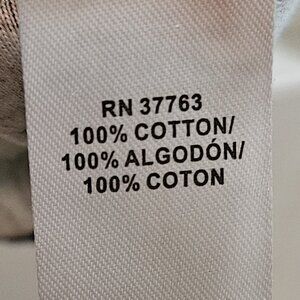 RN 37763
100% COTTON/
100% ALGODÓN/
100% COTON